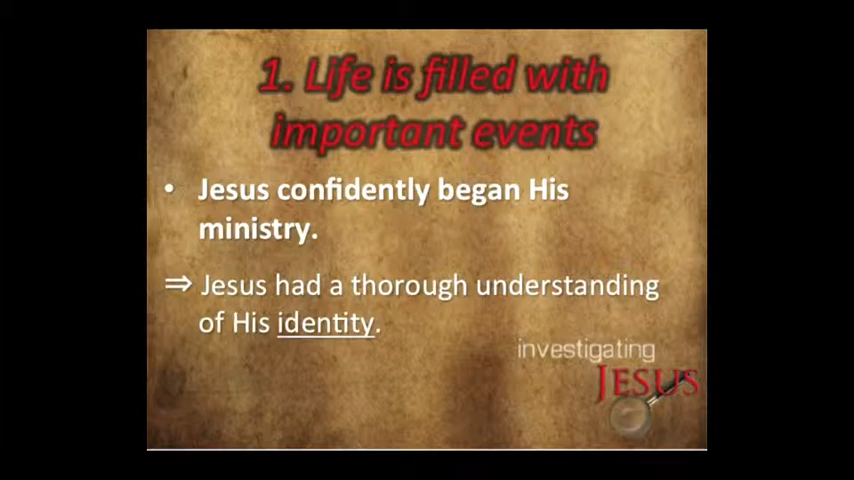 1. Life is filled with
important events
• Jesus confidently began His
ministry.
⇒ Jesus had a thorough understanding
of His identity.
investigating
JESUS